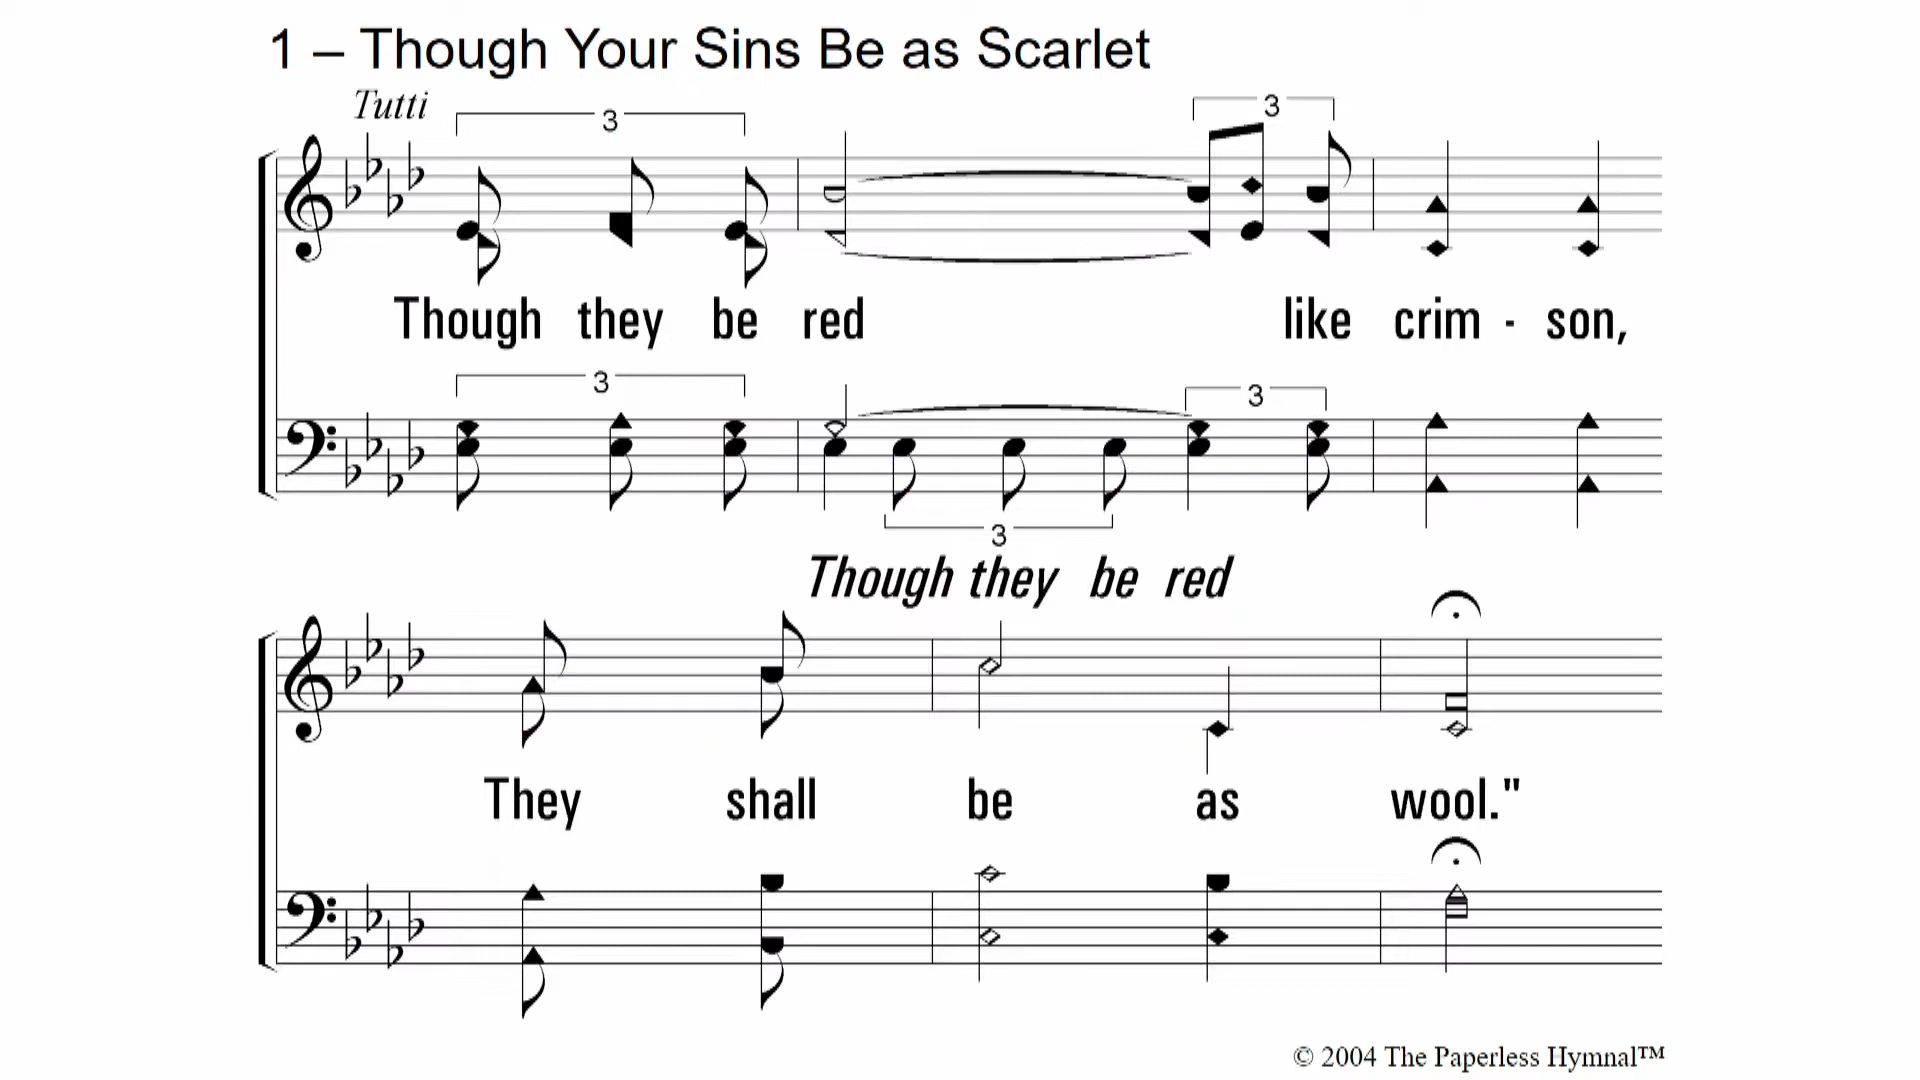 1 – Though Your Sins Be as Scarlet
Tutti
3 3
Though they be red like crim - son,
3 3
3
Though they be red
They shall be as wool."
© 2004 The Paperless Hymnal™